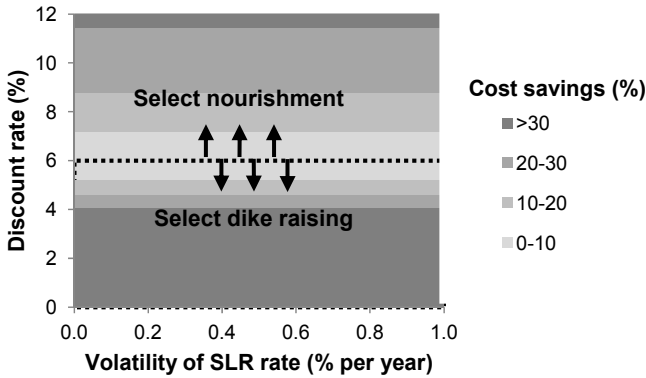 12
10
8
6
4
2
0
Discount rate (%)
Select nourishment
Select dike raising
0.0 0.2 0.4 0.6 0.8 1.0
Volatility of SLR rate (% per year)
Cost savings (%)
>30
20-30
10-20
0-10